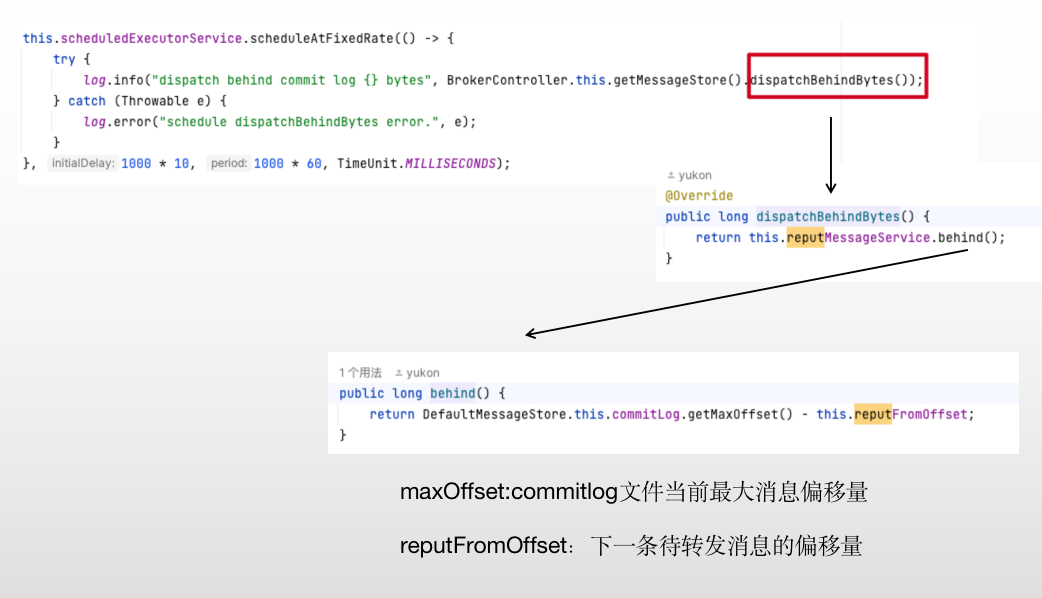 this.scheduledExecutorService.scheduleAtFixedRate(() -> {
try {
log.info("dispatch behind commit log {} bytes", BrokerController.this.getMessageStore().dispatchBehindBytes());
} catch (Throwable e) {
log.error("schedule dispatchBehindBytes error.", e);
}
}, initialDelay: 1000 * 10, period: 1000 * 60, TimeUnit.MILLISECONDS);
yukon
@Override
public long dispatchBehindBytes() {
return this.reputMessageService.behind();
}
1个用法 yukon
public long behind() {
return DefaultMessageStore.this.commitLog.getMaxOffset() - this.reputFromOffset;
}
maxOffset:commitlog文件当前最大消息偏移量
reputFromOffset：下一条待转发消息的偏移量